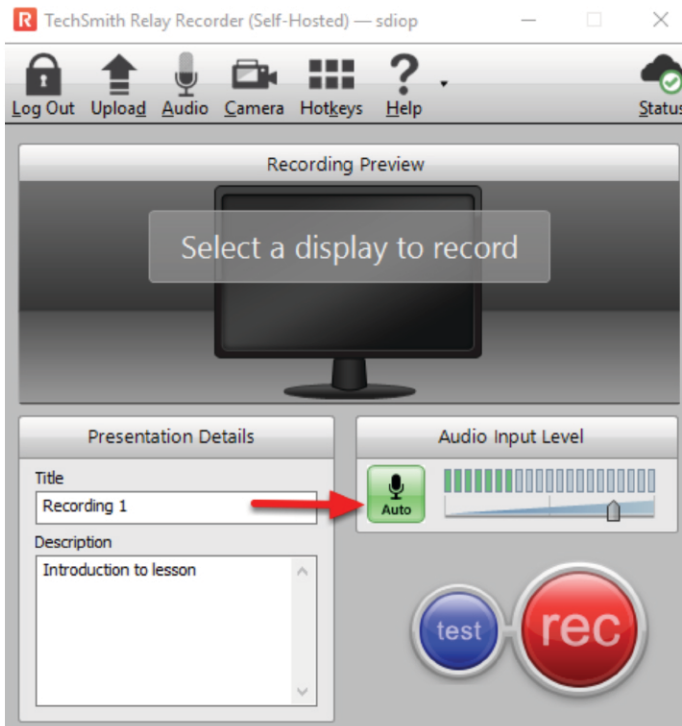 R TechSmith Relay Recorder (Self-Hosted) — sdiop
Log Out Upload Audio Camera Hotkeys Help Status
Recording Preview
Select a display to record
Presentation Details
Title
Recording 1
Description
Introduction to lesson
Audio Input Level
Auto
test rec